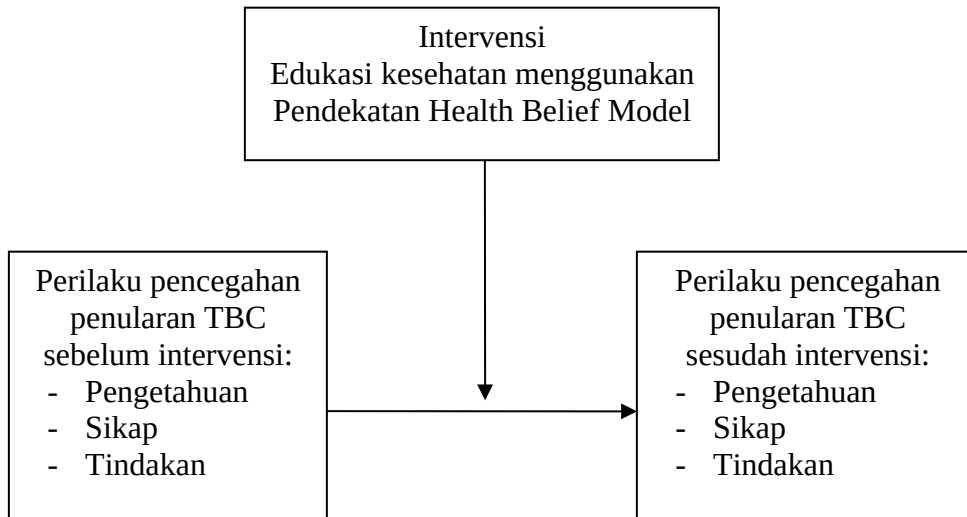 Intervensi
Edukasi kesehatan menggunakan
Pendekatan Health Belief Model
Perilaku pencegahan
penularan TBC
sebelum intervensi:
- Pengetahuan
- Sikap
- Tindakan
Perilaku pencegahan
penularan TBC
sesudah intervensi:
- Pengetahuan
- Sikap
- Tindakan